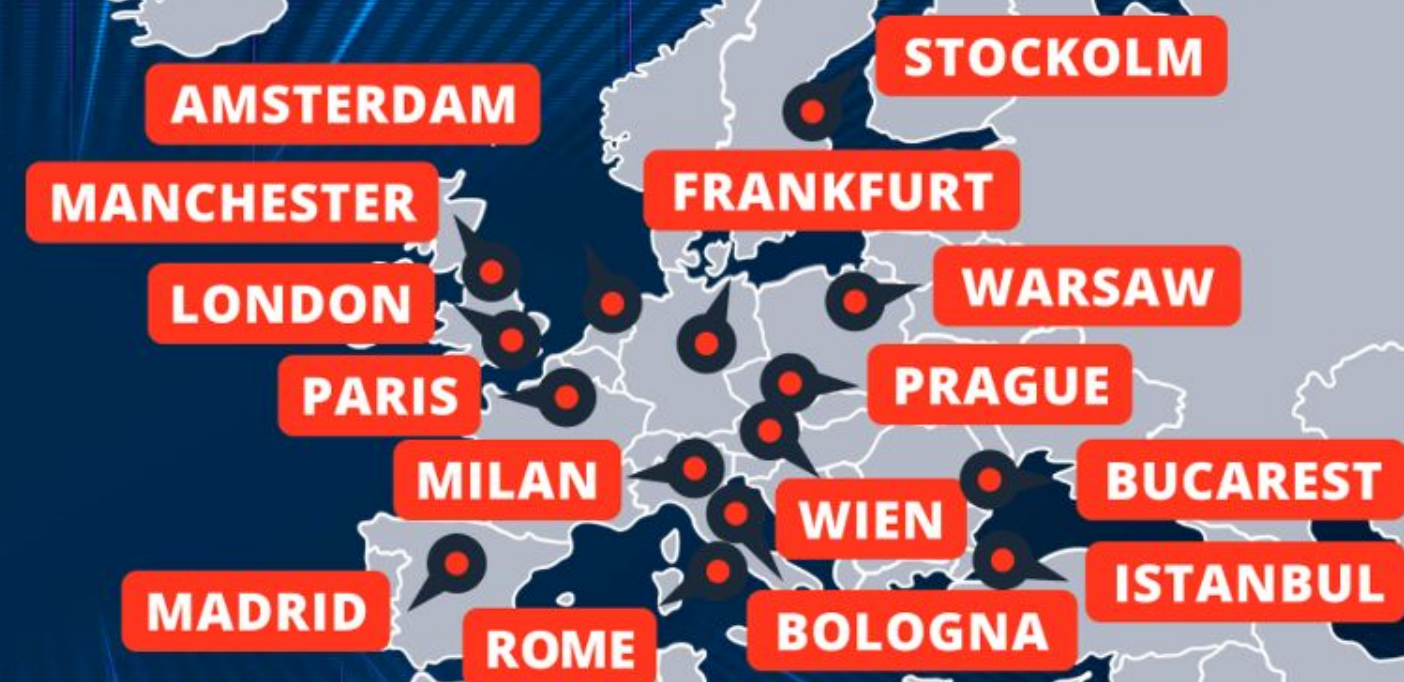 STOCKOLM
AMSTERDAM
MANCHESTER
FRANKFURT
LONDON
WARSAW
PARIS
PRAGUE
MILAN
BUCAREST
WIEN
ISTANBUL
MADRID
BOLOGNA
ROME